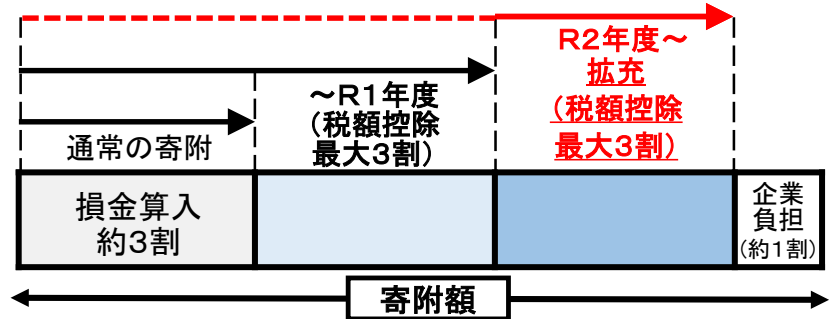 R2年度～
拡充
(税額控除
最大3割)
～R1年度
(税額控除
最大3割)
通常の寄附
損金算入
約3割
企業
負担
(約1割)
寄附額